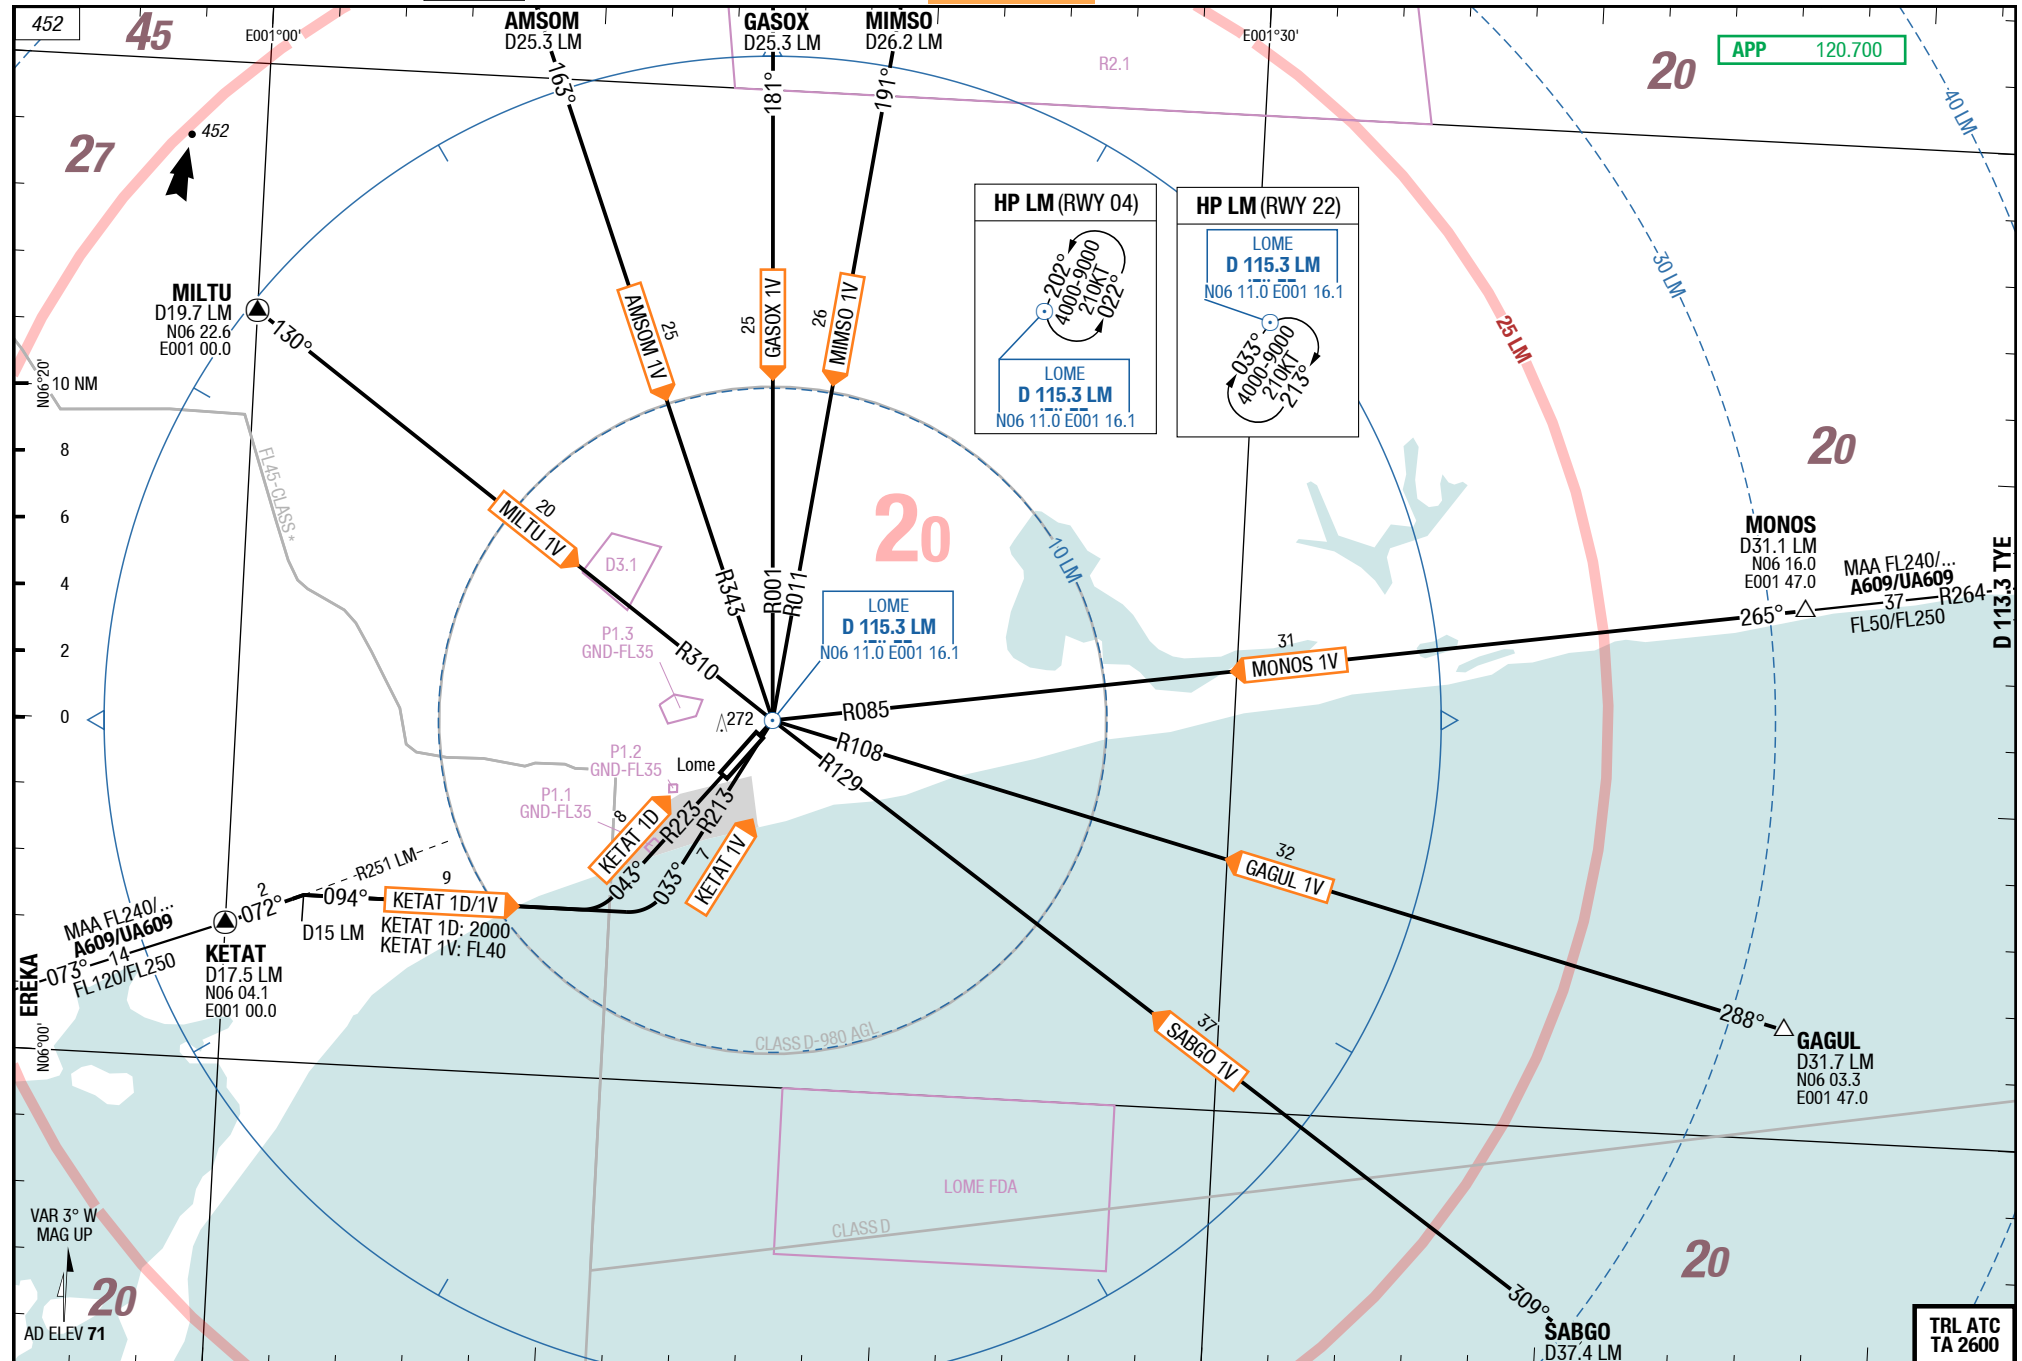 452
45
E001°00'
AMSOM
D25.3 LM
GASOX
D25.3 LM
MIMSO
D26.2 LM
E001°30'
R2.1
20
APP 120.700
40 LM
163°
181°
191°
452
27
HP LM (RWY 04)
202°
4000-9000
210KT
022°
LOME
D 115.3 LM
N06 11.0 E001 16.1
HP LM (RWY 22)
LOME
D 115.3 LM
N06 11.0 E001 16.1
033°
4000-9000
210KT
213°
30 LM
25 LM
MILTU
D19.7 LM
N06 22.6
E001 00.0
130°
AMSOM 1V
25
GASOX 1V
25
MIMSO 1V
26
N06°20'
10 NM
8
6
4
2
0
FL45-CLASS*
20
MILTU 1V
20
20
D3.1
R343
R001
R011
10 LM
MONOS
D31.1 LM
N06 16.0
E001 47.0
MAA FL240/...
A609/UA609
37
R264
FL50/FL250
D 113.3 TYE
265°
P1.3
GND-FL35
R310
LOME
D 115.3 LM
N06 11.0 E001 16.1
31
MONOS 1V
272
R085
R108
R129
Lome
P1.2
GND-FL35
P1.1
GND-FL35
8
KETAT 1D
R223
R213
043°
033°
7
KETAT 1V
32
GAGUL 1V
R251 LM
2
072°
094°
9
KETAT 1D/1V
KETAT 1D: 2000
KETAT 1V: FL40
D15 LM
MAA FL240/...
A609/UA609
073°
14
FL120/FL250
EREKA
KETAT
D17.5 LM
N06 04.1
E001 00.0
288°
GAGUL
D31.7 LM
N06 03.3
E001 47.0
N06°00'
CLASS D-980 AGL
37
SABGO 1V
LOME FDA
CLASS D
VAR 3° W
MAG UP
20
AD ELEV 71
20
309°
SABGO
D37.4 LM
TRL ATC
TA 2600